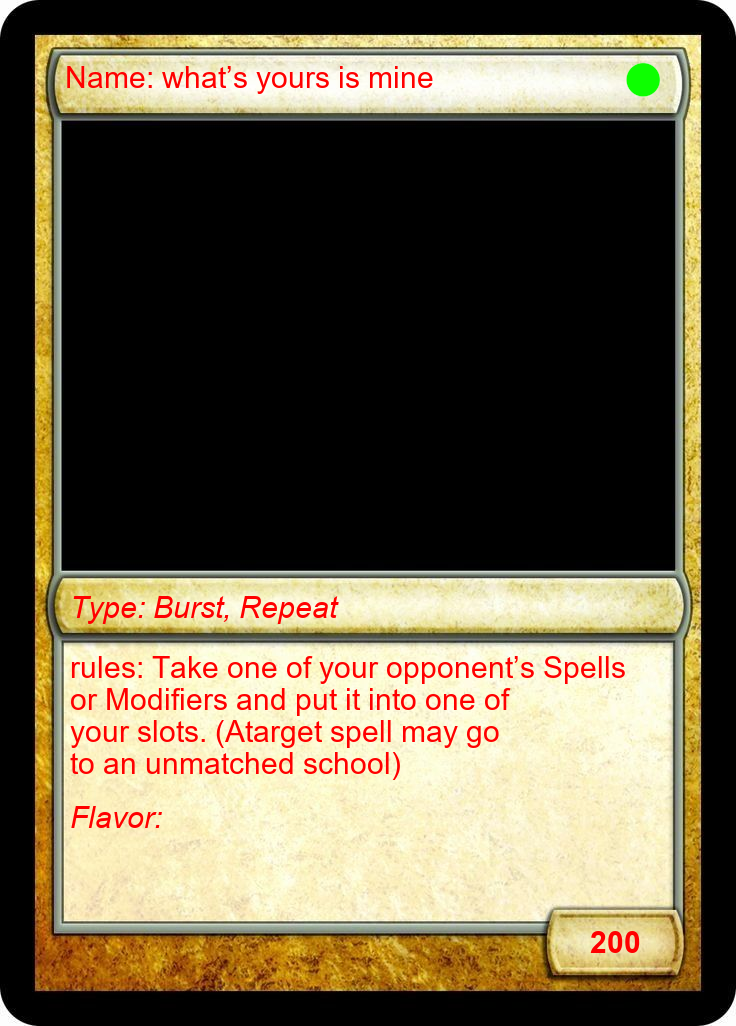 Name: what’s yours is mine
Type: Burst, Repeat
rules: Take one of your opponent’s Spells
or Modifiers and put it into one of
your slots. (Atarget spell may go
to an unmatched school)
Flavor:
200